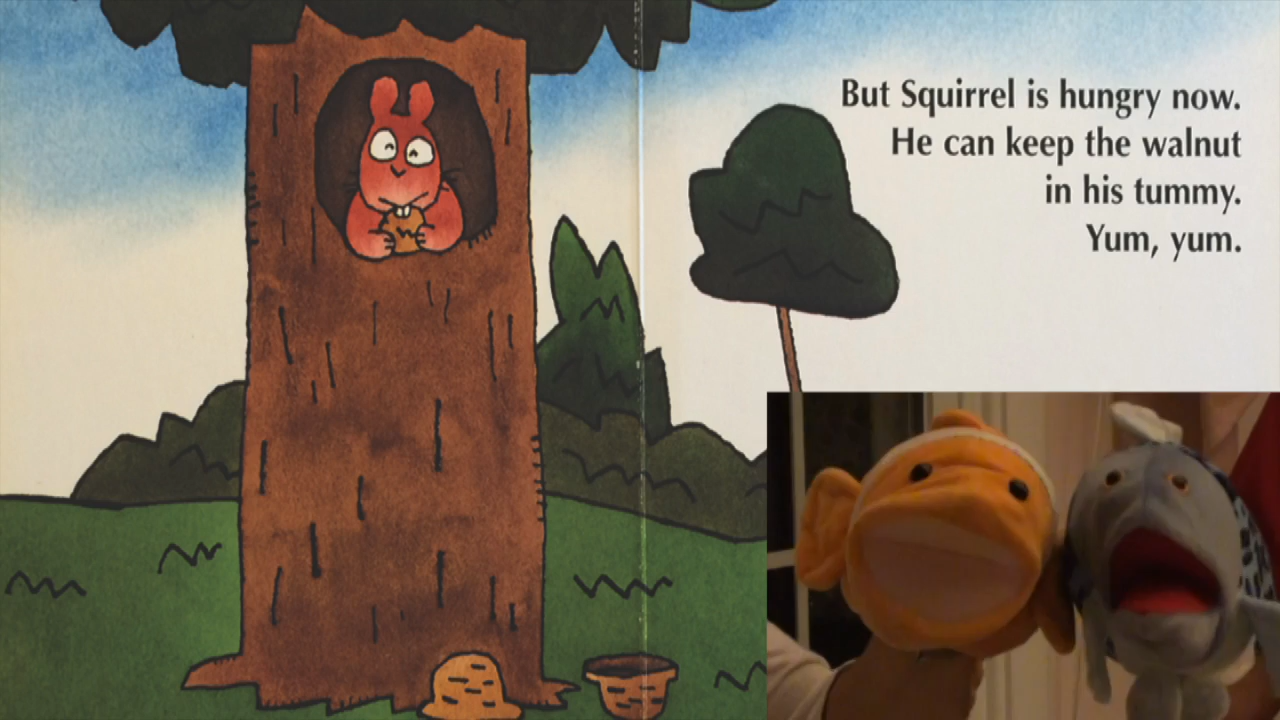 But Squirrel is hungry now.
He can keep the walnut
in his tummy.
Yum, yum.